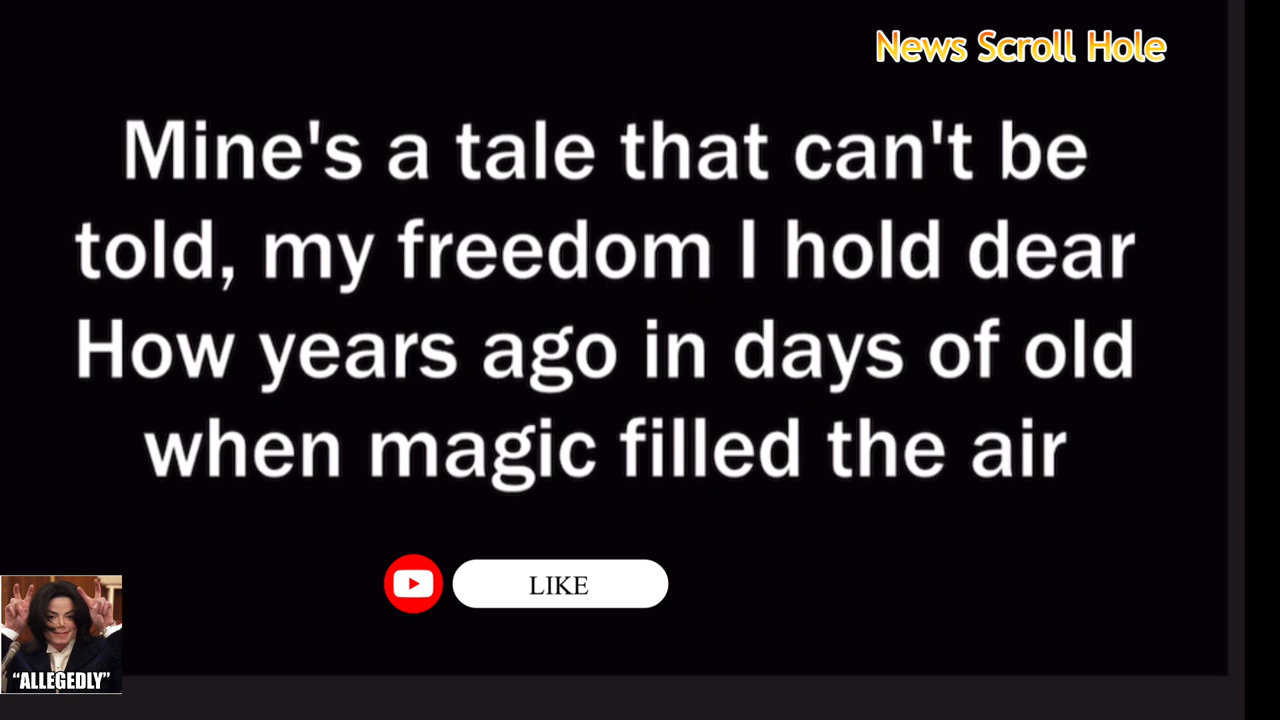 News Scroll Hole
Mine's a tale that can't be
told, my freedom I hold dear
How years ago in days of old
when magic filled the air
LIKE
“ALLEGEDLY”